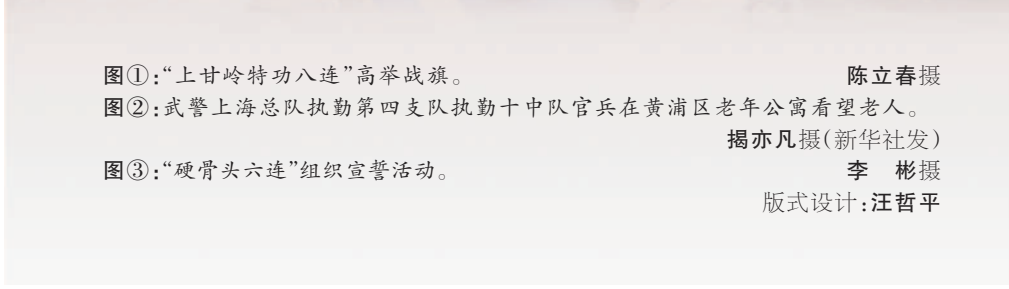 图①:“上甘岭特功八连”高举战旗。 陈立春摄
图②:武警上海总队执勤第四支队执勤十中队官兵在黄浦区老年公寓看望老人。
揭亦凡摄(新华社发)
图③:“硬骨头六连”组织宣誓活动。 李　彬摄
版式设计:汪哲平